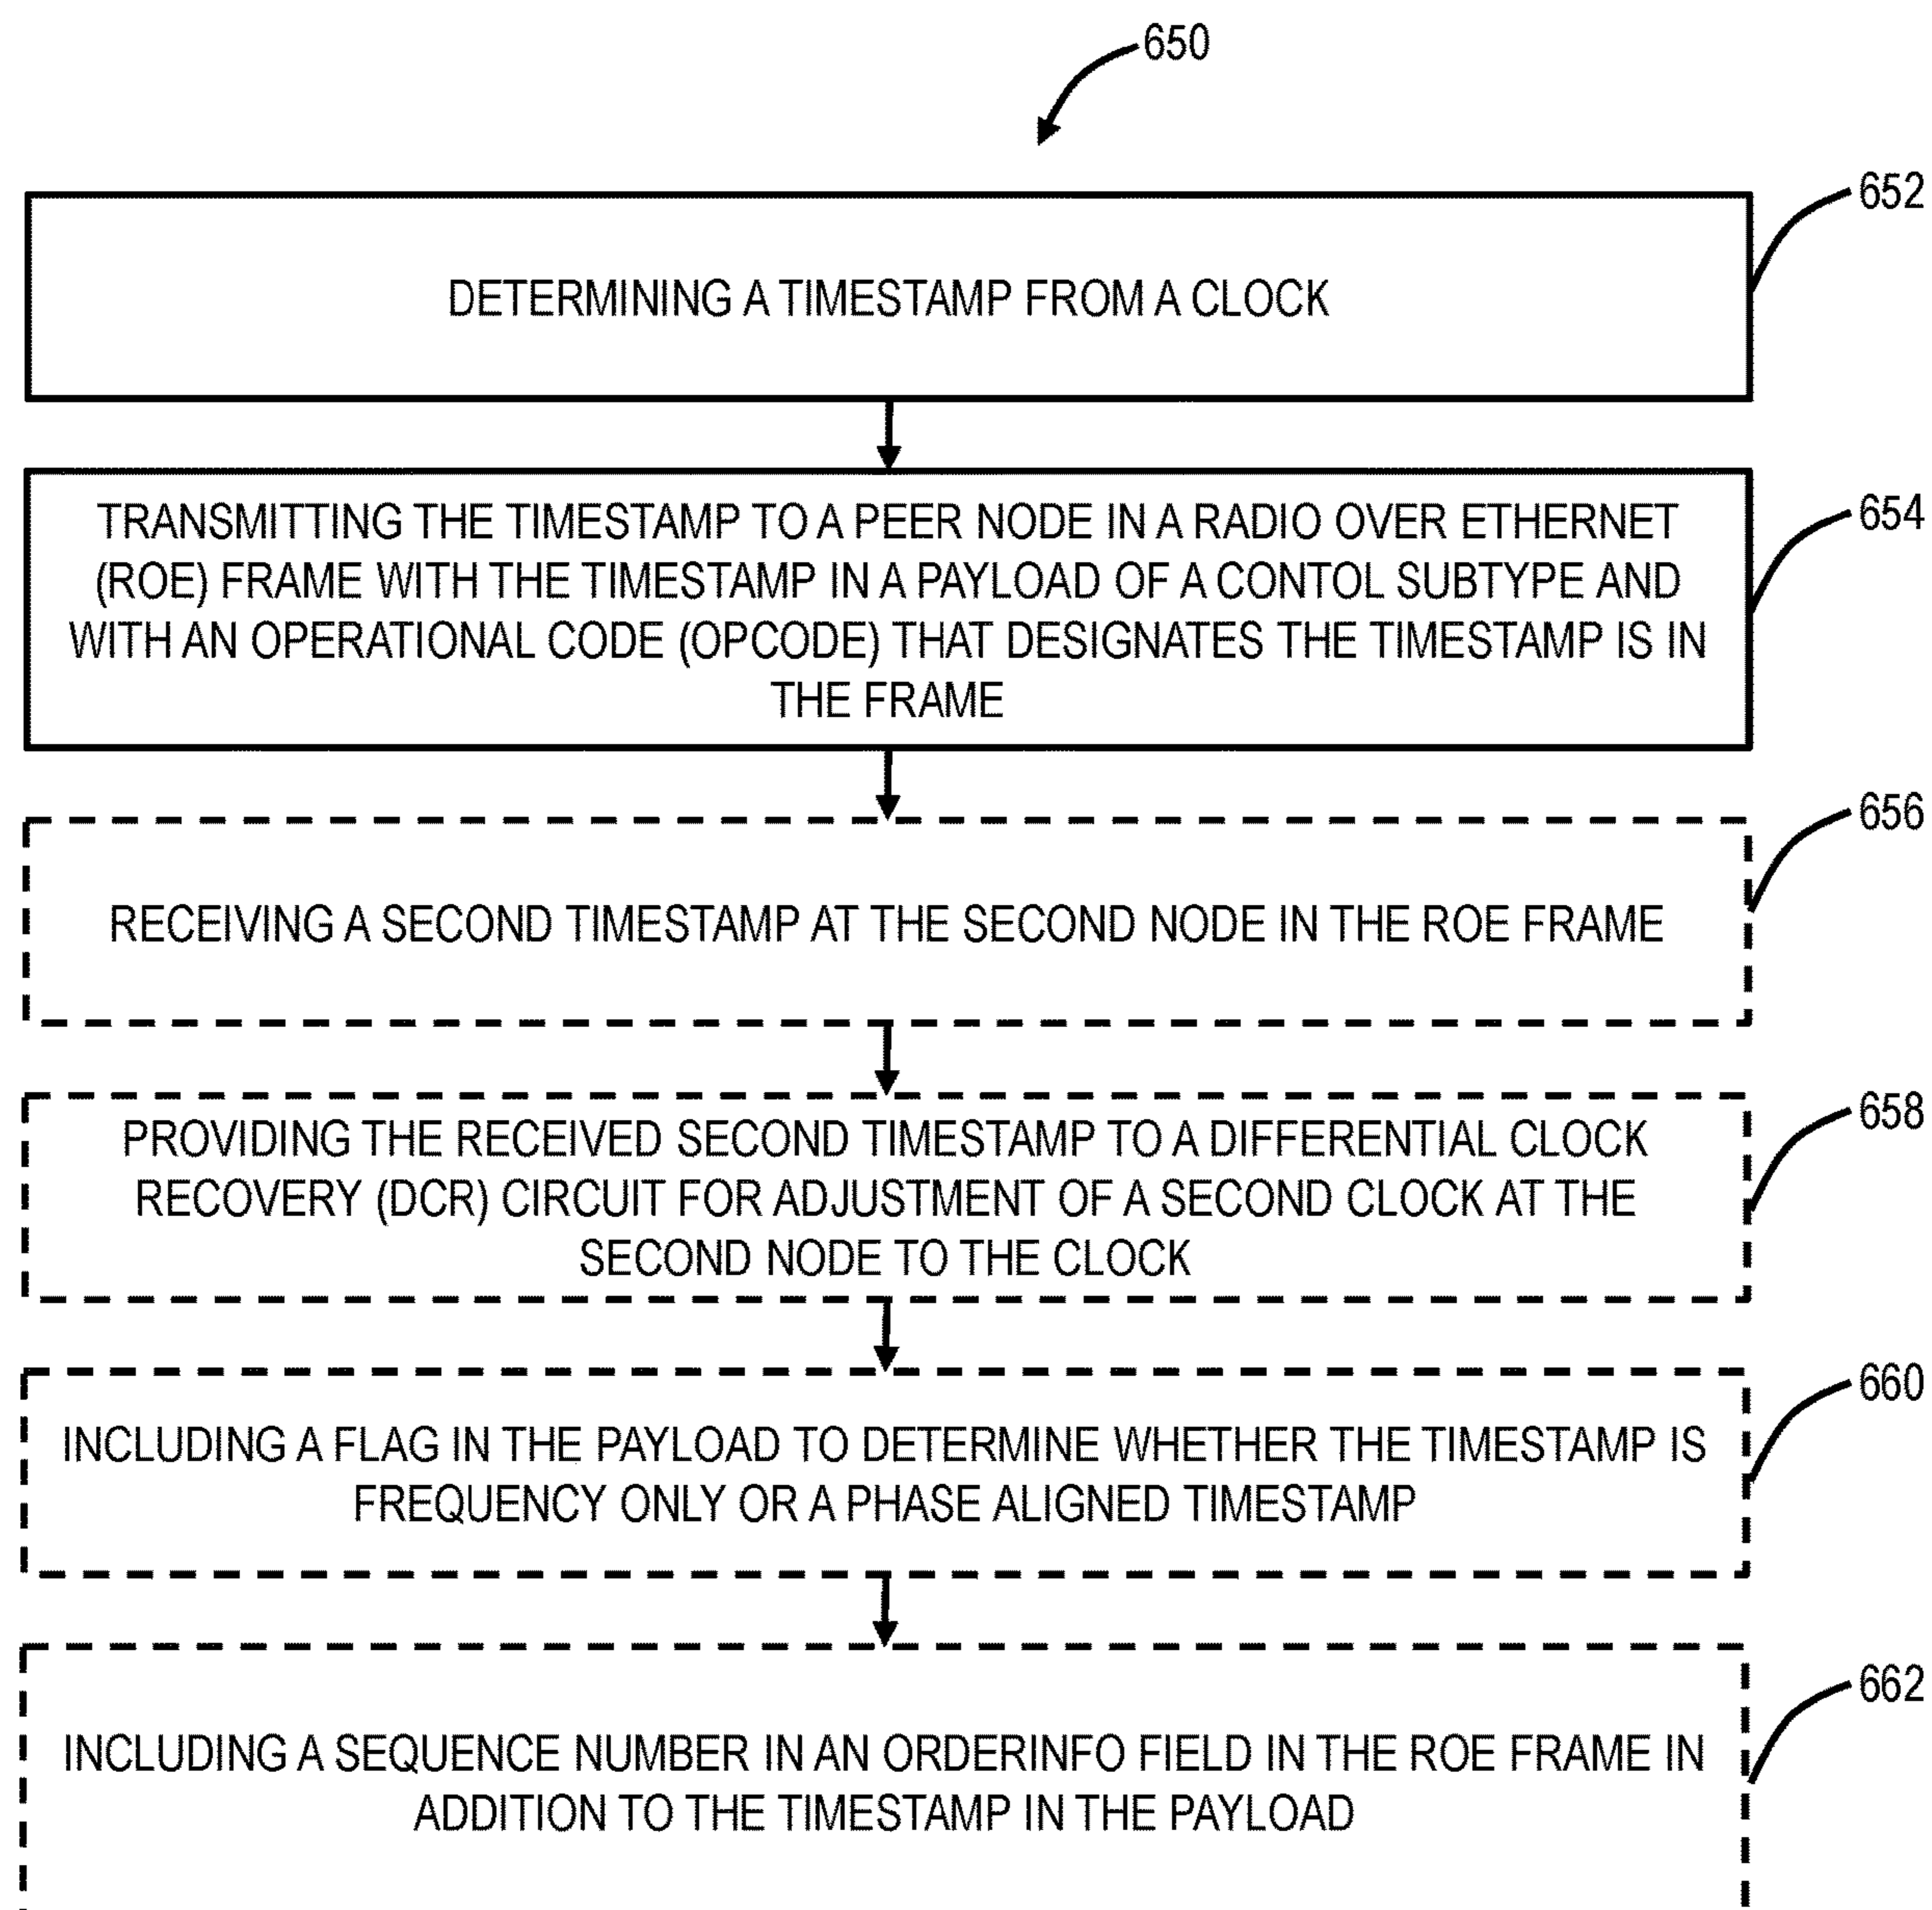 650
652
DETERMINING A TIMESTAMP FROM A CLOCK
654
TRANSMITTING THE TIMESTAMP TO A PEER NODE IN A RADIO OVER ETHERNET
(ROE) FRAME WITH THE TIMESTAMP IN A PAYLOAD OF A CONTOL SUBTYPE AND
WITH AN OPERATIONAL CODE (OPCODE) THAT DESIGNATES THE TIMESTAMP IS IN
THE FRAME
656
RECEIVING A SECOND TIMESTAMP AT THE SECOND NODE IN THE ROE FRAME
658
PROVIDING THE RECEIVED SECOND TIMESTAMP TO A DIFFERENTIAL CLOCK
RECOVERY (DCR) CIRCUIT FOR ADJUSTMENT OF A SECOND CLOCK AT THE
SECOND NODE TO THE CLOCK
660
INCLUDING A FLAG IN THE PAYLOAD TO DETERMINE WHETHER THE TIMESTAMP IS
FREQUENCY ONLY OR A PHASE ALIGNED TIMESTAMP
662
INCLUDING A SEQUENCE NUMBER IN AN ORDERINFO FIELD IN THE ROE FRAME IN
ADDITION TO THE TIMESTAMP IN THE PAYLOAD